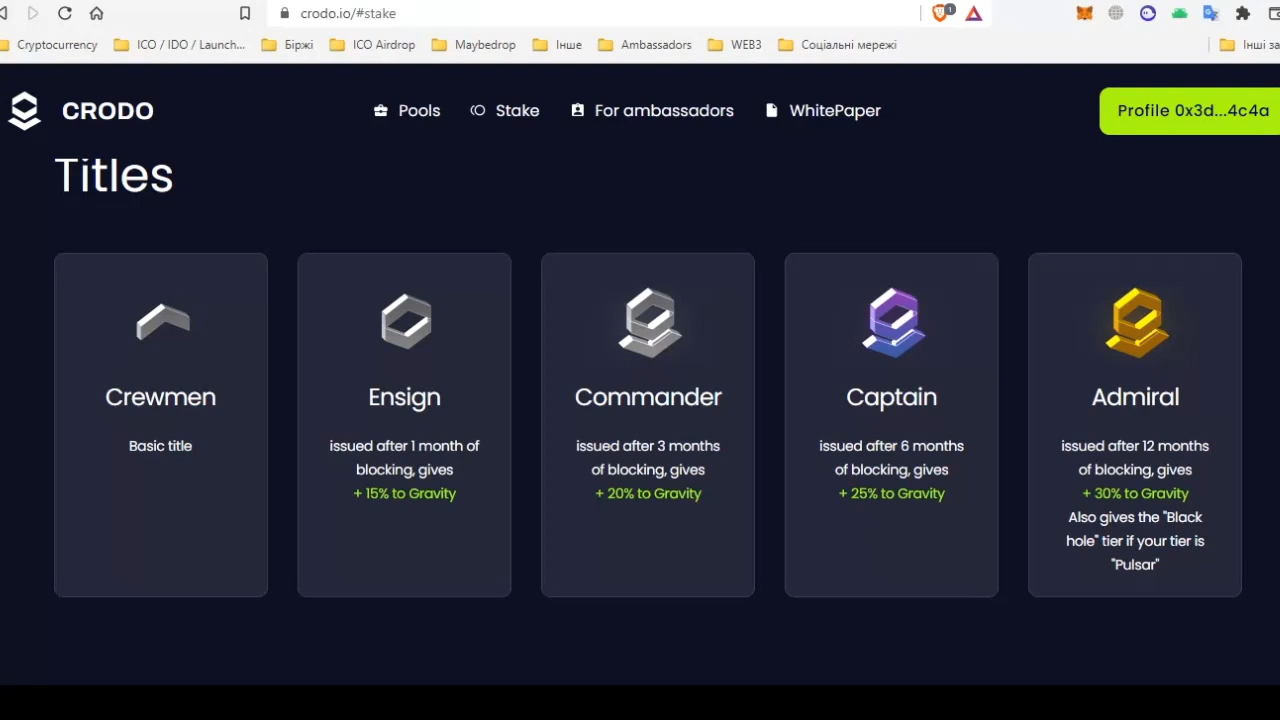 crodo.io/#stake
1
Cryptocurrency
ICO / IDO / Launch...
Біржі
ICO Airdrop
Maybedrop
Інше
Ambassadors
WEB3
Соціальні мережі
Інші за
CRODO
Pools
Stake
For ambassadors
WhitePaper
Profile 0x3d...4c4a
Titles
Crewmen
Basic title
Ensign
issued after 1 month of
blocking, gives
+ 15% to Gravity
Commander
issued after 3 months
of blocking, gives
+ 20% to Gravity
Captain
issued after 6 months
of blocking, gives
+ 25% to Gravity
Admiral
issued after 12 months
of blocking, gives
+ 30% to Gravity
Also gives the "Black
hole" tier if your tier is
"Pulsar"